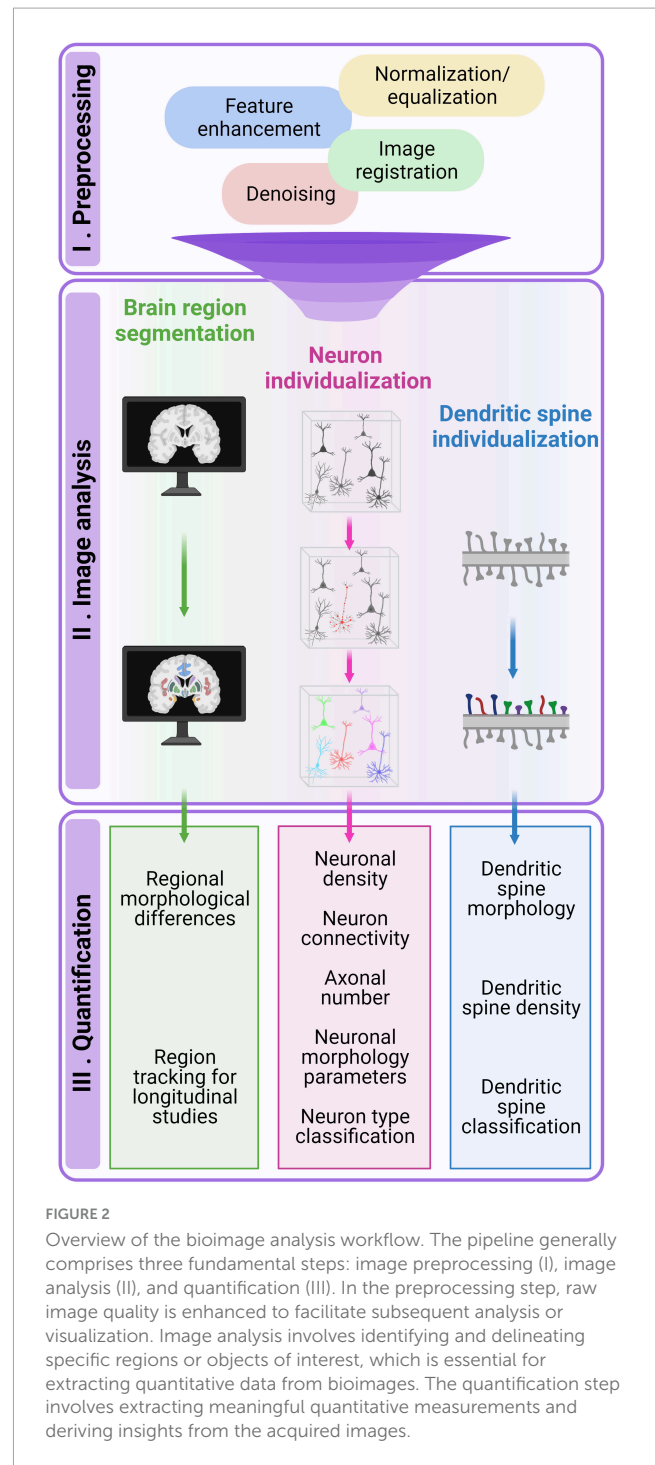 I . Preprocessing
Normalization/
equalization
Feature
enhancement
Image
registration
Denoising
II . Image analysis
Brain region
segmentation
Neuron
individualization
Dendritic spine
individualization
III . Quantification
Regional
morphological
differences
Region
tracking for
longitudinal
studies
Neuronal
density
Neuron
connectivity
Axonal
number
Neuronal
morphology
parameters
Neuron type
classification
Dendritic
spine
morphology
Dendritic
spine density
Dendritic
spine
classification
FIGURE 2
Overview of the bioimage analysis workflow. The pipeline generally
comprises three fundamental steps: image preprocessing (I), image
analysis (II), and quantification (III). In the preprocessing step, raw
image quality is enhanced to facilitate subsequent analysis or
visualization. Image analysis involves identifying and delineating
specific regions or objects of interest, which is essential for
extracting quantitative data from bioimages. The quantification step
involves extracting meaningful quantitative measurements and
deriving insights from the acquired images.